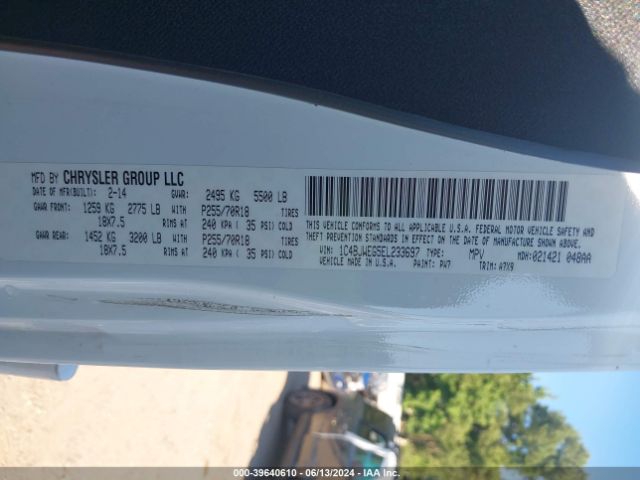 MFD BY CHRYSLER GROUP LLC
DATE OF MFR(BUILT): 2-14 GVWR: 2495 KG 5500 LB
GAWR FRONT: 1259 KG 2775 LB WITH P255/70R18 TIRES
18X7.5 RIMS AT 240 KPA ( 35 PSI) COLD
GAWR REAR: 1452 KG 3200 LB WITH P255/70R18 TIRES
18X7.5 RIMS AT 240 KPA ( 35 PSI) COLD
THIS VEHICLE CONFORMS TO ALL APPLICABLE U.S.A. FEDERAL MOTOR VEHICLE SAFETY AND
THEFT PREVENTION STANDARDS IN EFFECT ON THE DATE OF MANUFACTURE SHOWN ABOVE.
VIN: 1C4BJWEG5EL233697 TYPE: MPV MDH: 021421 048AA
VEHICLE MADE IN U.S.A. PAINT: PW7 TRIM: A7X9
000-39640610 - 06/13/2024 - IAA